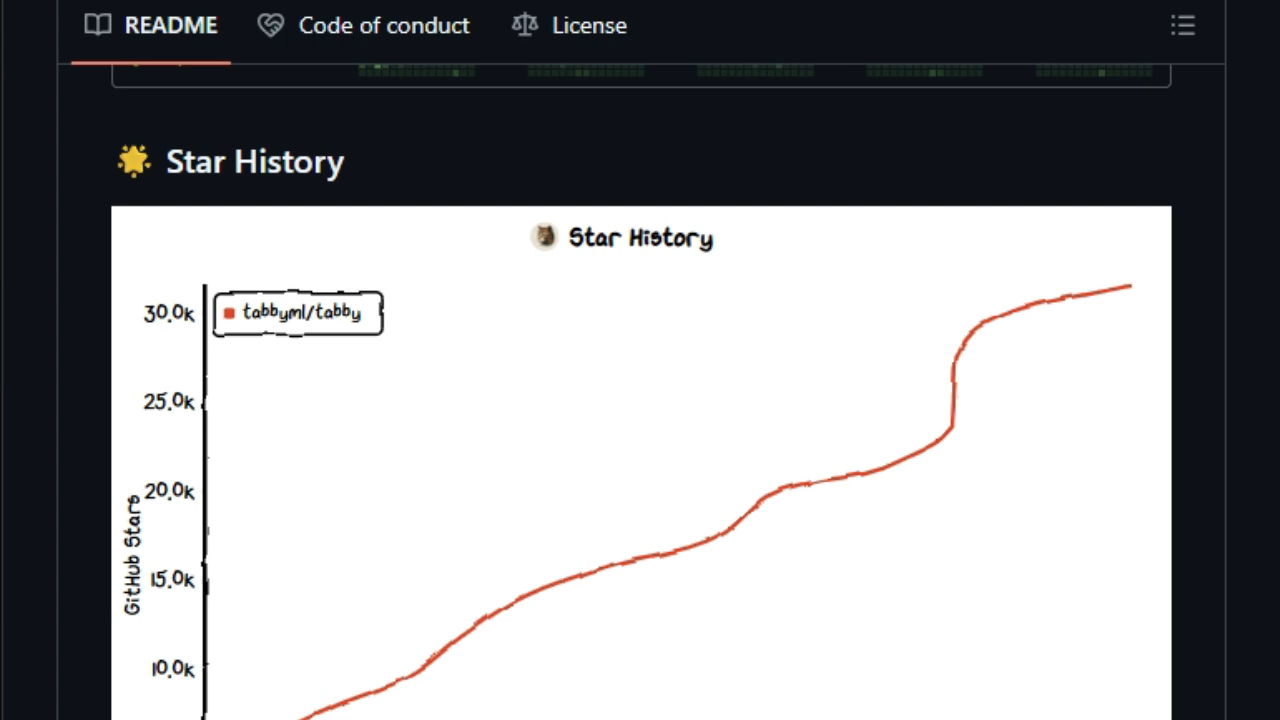 README Code of conduct License
Star History
Star History
tabbyml/tabby
30.0k
25.0k
20.0k
15.0k
10.0k
GitHub Stars